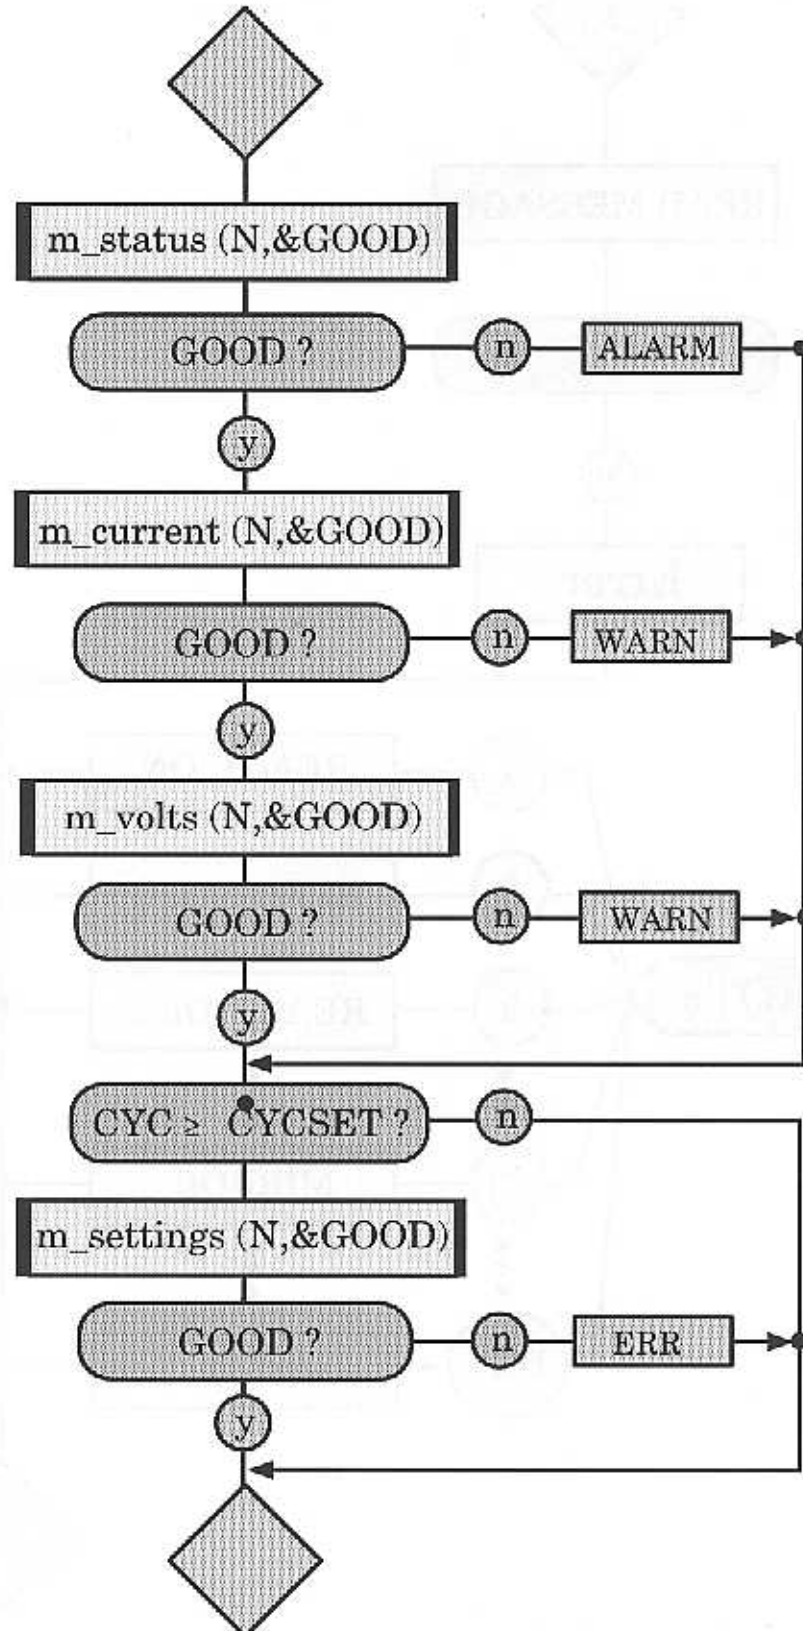 m_status (N,&GOOD)
GOOD ?
n
ALARM
y
m_current (N,&GOOD)
GOOD ?
n
WARN
y
m_volts (N,&GOOD)
GOOD ?
n
WARN
y
CYC ≥ CYCSET ?
n
m_settings (N,&GOOD)
GOOD ?
n
ERR
y